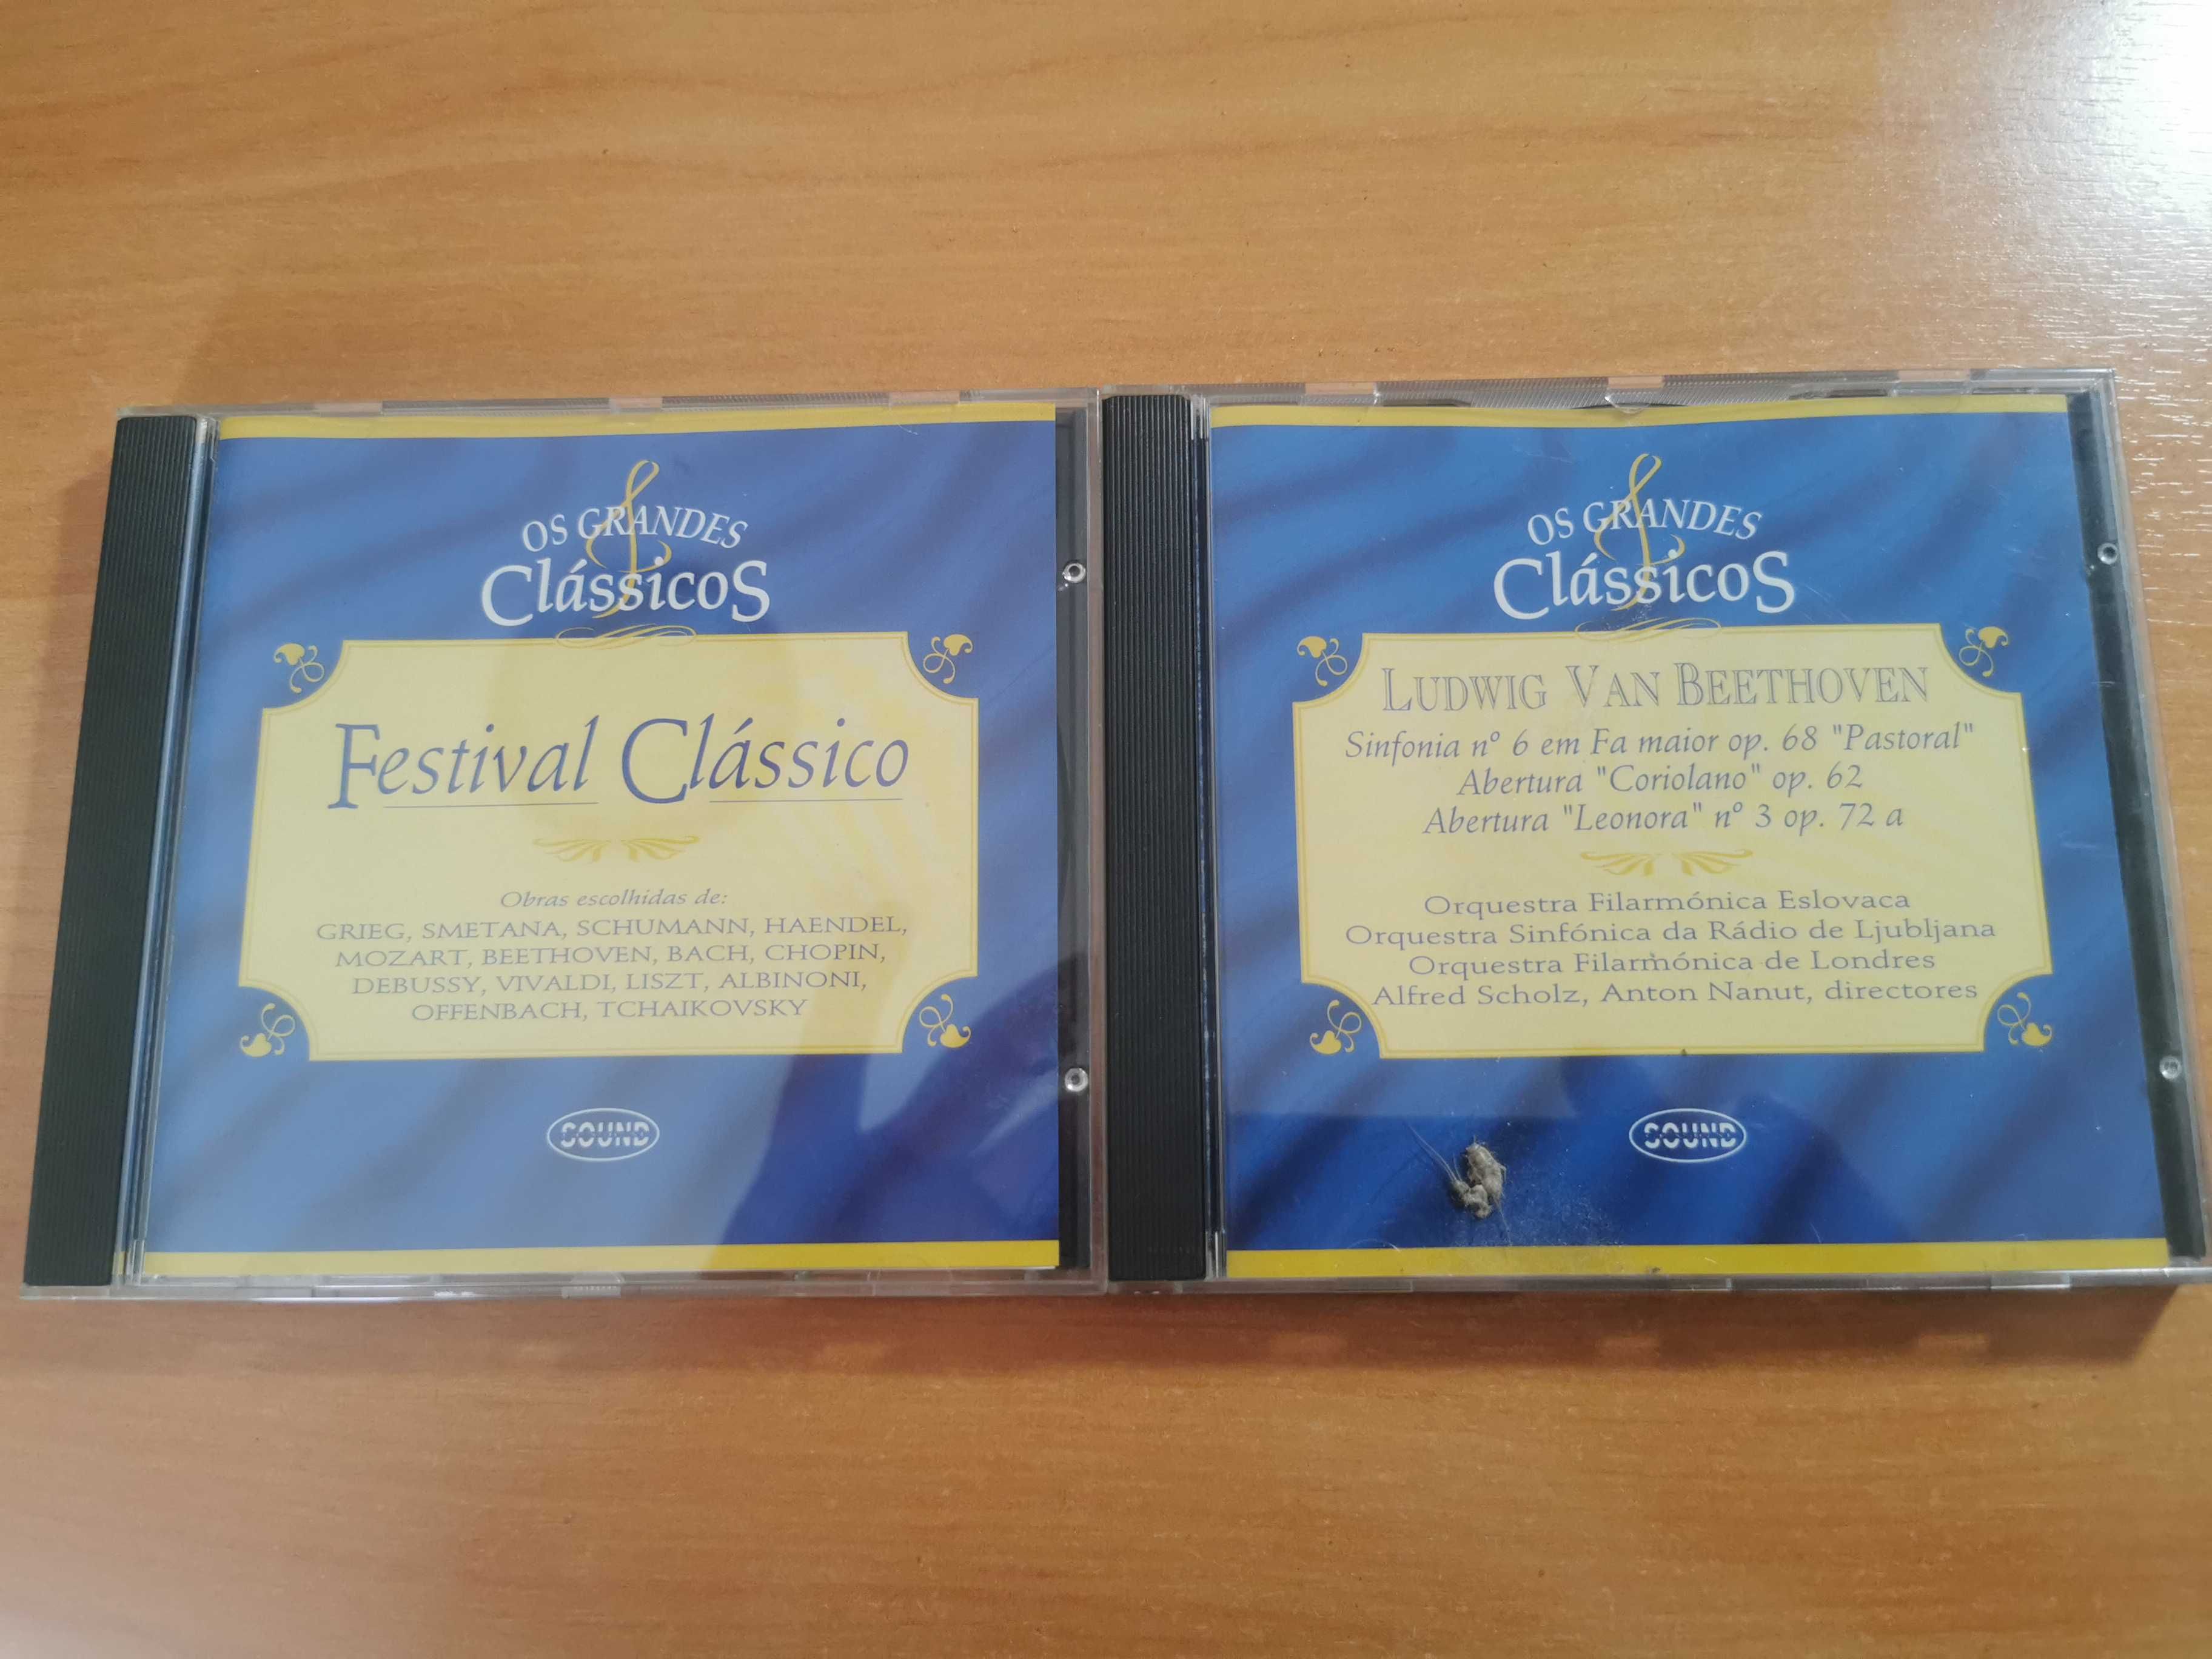 OS GRANDES
ClássicoS
Festival Clássico
Obras escolhidas de:
GRIEG, SMETANA, SCHUMANN, HAENDEL,
MOZART, BEETHOVEN, BACH, CHOPIN,
DEBUSSY, VIVALDI, LISZT, ALBINONI,
OFFENBACH, TCHAIKOVSKY
SOUND
OS GRANDES
ClássicoS
LUDWIG VAN BEETHOVEN
Sinfonia nº 6 em Fa maior op. 68 "Pastoral"
Abertura "Coriolano" op. 62
Abertura "Leonora" nº 3 op. 72 a
Orquestra Filarmónica Eslovaca
Orquestra Sinfónica da Rádio de Ljubljana
Orquestra Filarmónica de Londres
Alfred Scholz, Anton Nanut, directores
SOUND